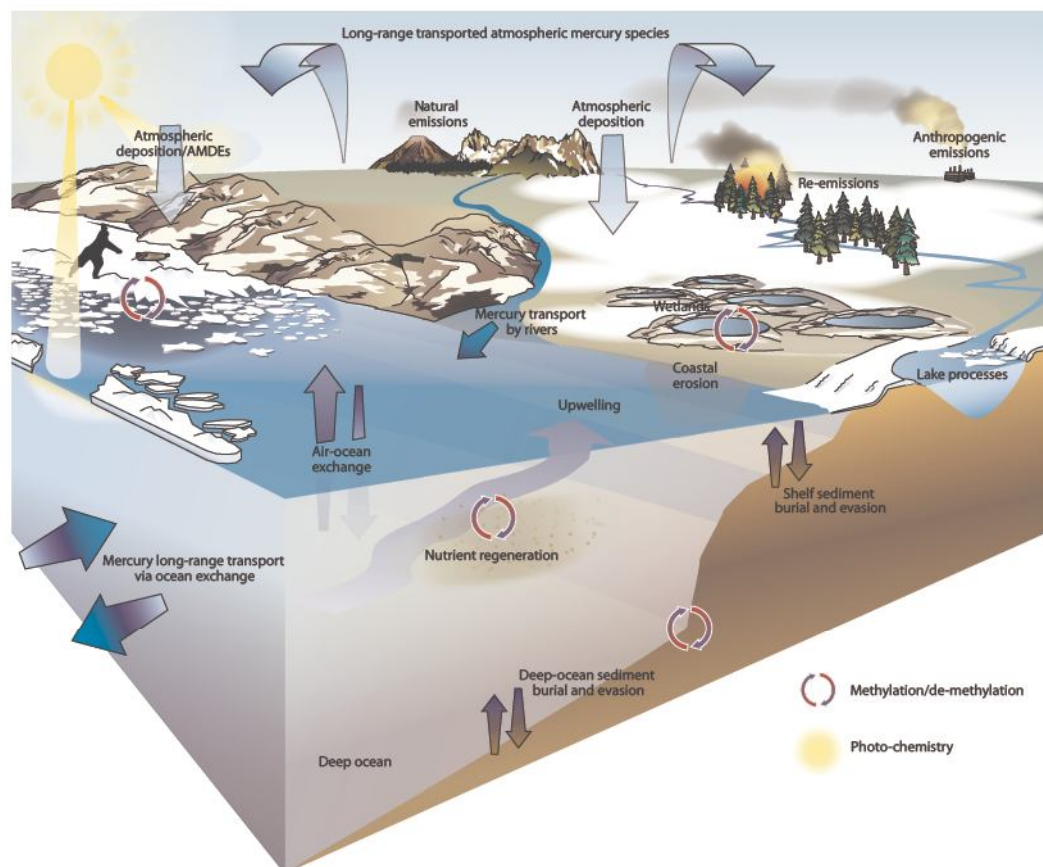 Long-range transported atmospheric mercury species
Natural
emissions
Atmospheric
deposition
Anthropogenic
emissions
Atmospheric
deposition/AMDEs
Re-emissions
Wetlands
Mercury transport
by rivers
Coastal
erosion
Lake processes
Upwelling
Air-ocean
exchange
Shelf sediment
burial and evasion
Nutrient regeneration
Mercury long-range transport
via ocean exchange
Deep-ocean sediment
burial and evasion
Methylation/de-methylation
Photo-chemistry
Deep ocean